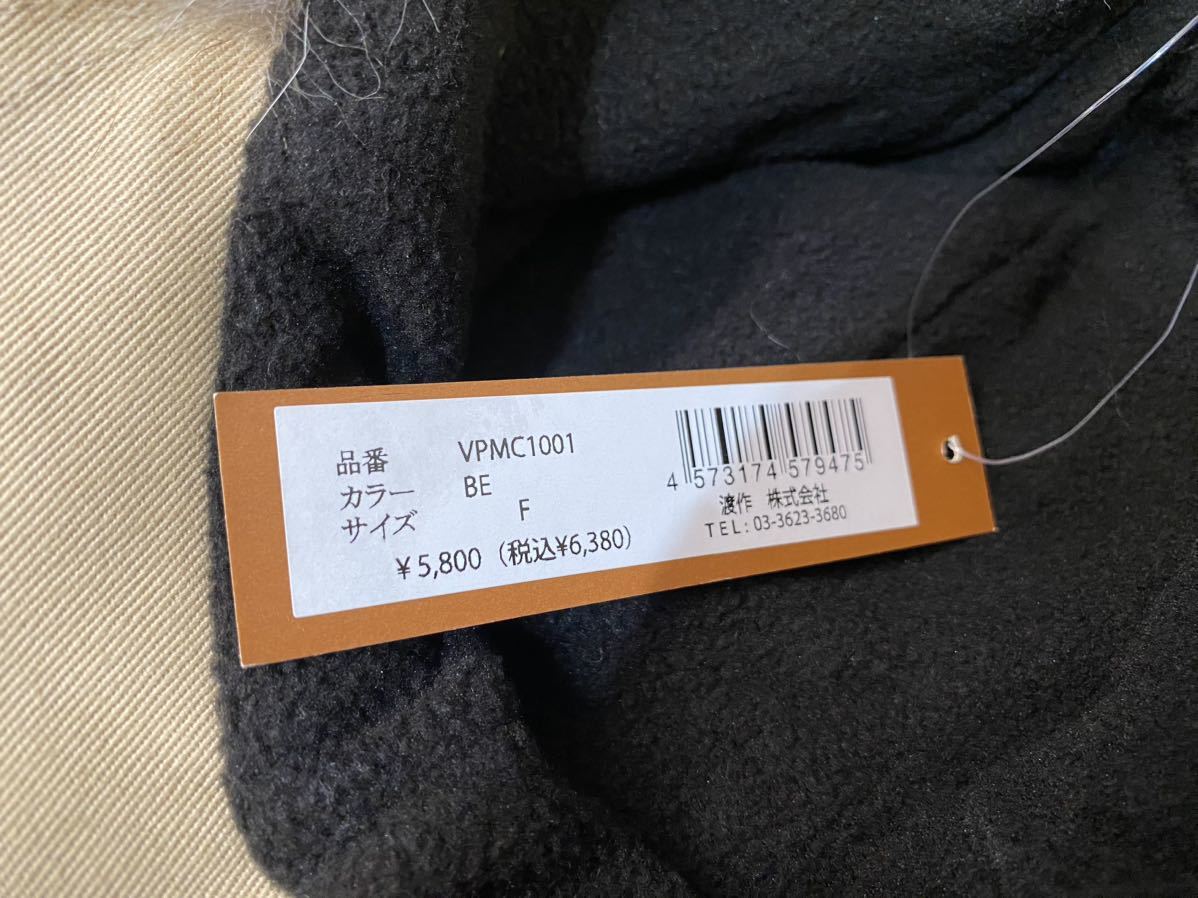 品番 VPMC1001
カラー BE
サイズ F
¥5,800 (税込¥6,380)
4 573174 579475
渡作 株式会社
TEL: 03-3623-3680